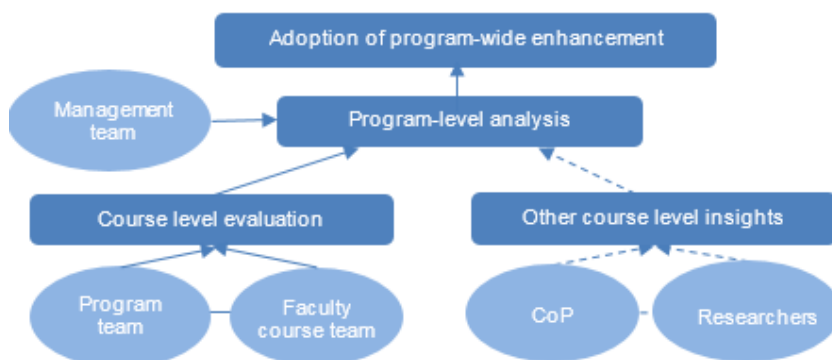 Adoption of program-wide enhancement
Management
team
Program-level analysis
Course level evaluation
Other course level insights
Program
team
Faculty
course team
CoP
Researchers